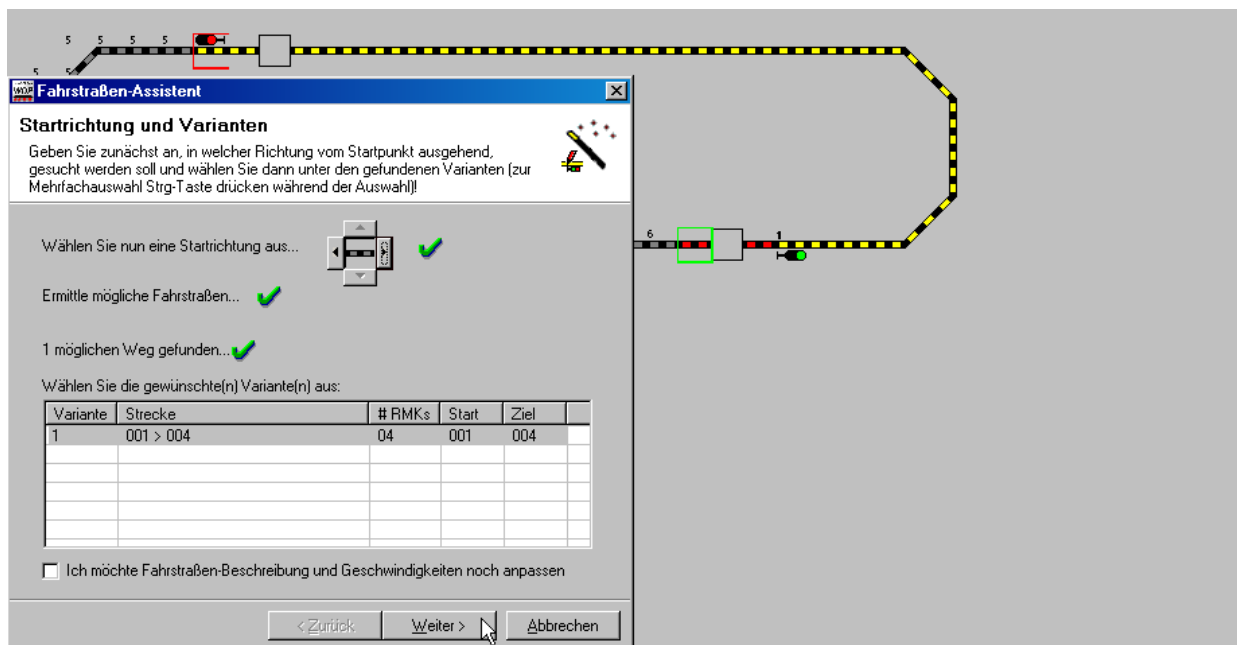 5 5 5 5
5 5
WDP Fahrstraßen-Assistent
Startrichtung und Varianten
Geben Sie zunächst an, in welcher Richtung vom Startpunkt ausgehend,
gesucht werden soll und wählen Sie dann unter den gefundenen Varianten (zur
Mehrfachauswahl Strg-Taste drücken während der Auswahl)!
6 1
Wählen Sie nun eine Startrichtung aus...
Ermittle mögliche Fahrstraßen...
1 möglichen Weg gefunden...
Wählen Sie die gewünschte(n) Variante(n) aus:
Variante Strecke # RMKs Start Ziel
1 001 > 004 04 001 004
Ich möchte Fahrstraßen-Beschreibung und Geschwindigkeiten noch anpassen
< Zurück Weiter > Abbrechen